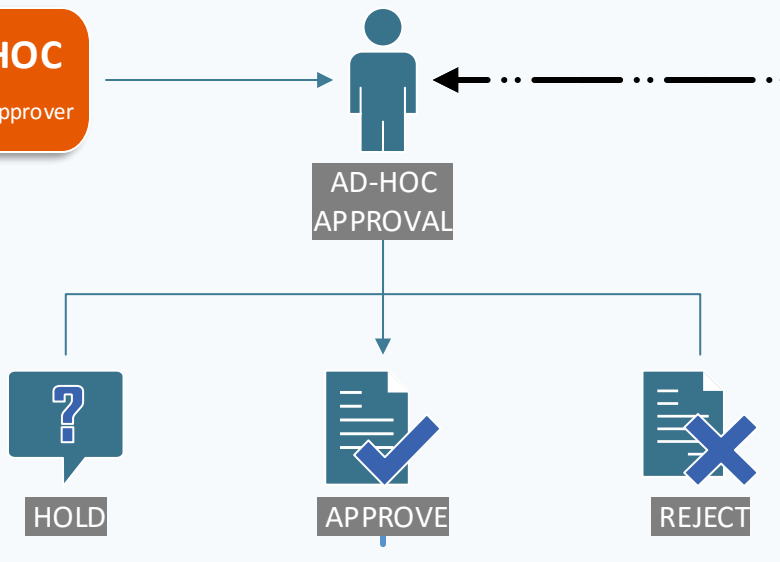 HOC
pprover
AD-HOC
APPROVAL
?
HOLD
APPROVE
REJECT